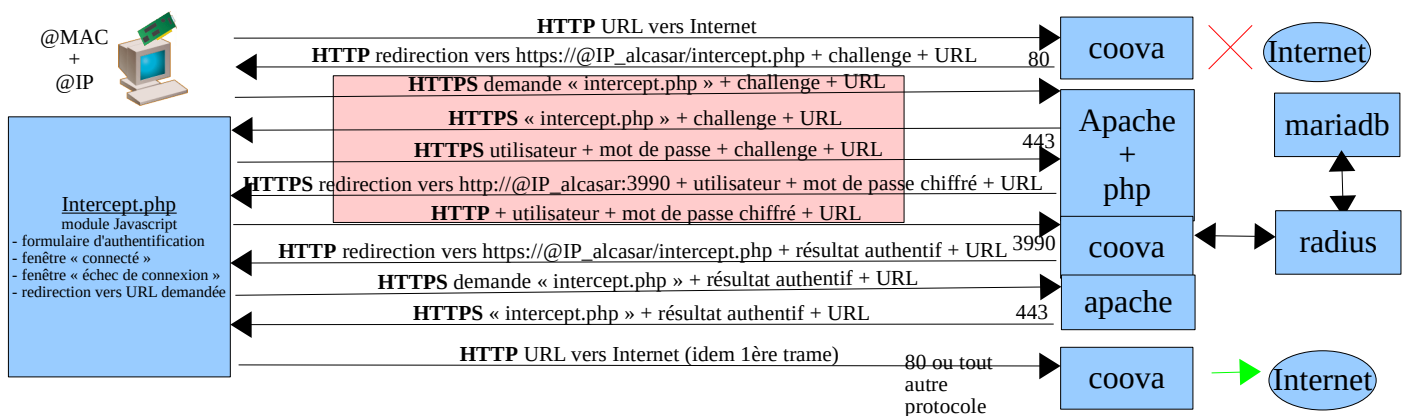 @MAC
+
@IP
HTTP URL vers Internet
HTTP redirection vers https://@IP_alcasar/intercept.php + challenge + URL
80
coova
Internet
HTTPS demande « intercept.php » + challenge + URL
HTTPS « intercept.php » + challenge + URL
443
HTTPS utilisateur + mot de passe + challenge + URL
HTTPS redirection vers http://@IP_alcasar:3990 + utilisateur + mot de passe chiffré + URL
Apache
+
php
mariadb
HTTP + utilisateur + mot de passe chiffré + URL
HTTP redirection vers https://@IP_alcasar/intercept.php + résultat authentif + URL
3990
coova
radius
Intercept.php
module Javascript
- formulaire d'authentification
- fenêtre « connecté »
- fenêtre « échec de connexion »
- redirection vers URL demandée
HTTPS demande « intercept.php » + résultat authentif + URL
HTTPS « intercept.php » + résultat authentif + URL
443
apache
HTTP URL vers Internet (idem 1ère trame)
80 ou tout
autre
protocole
coova
Internet